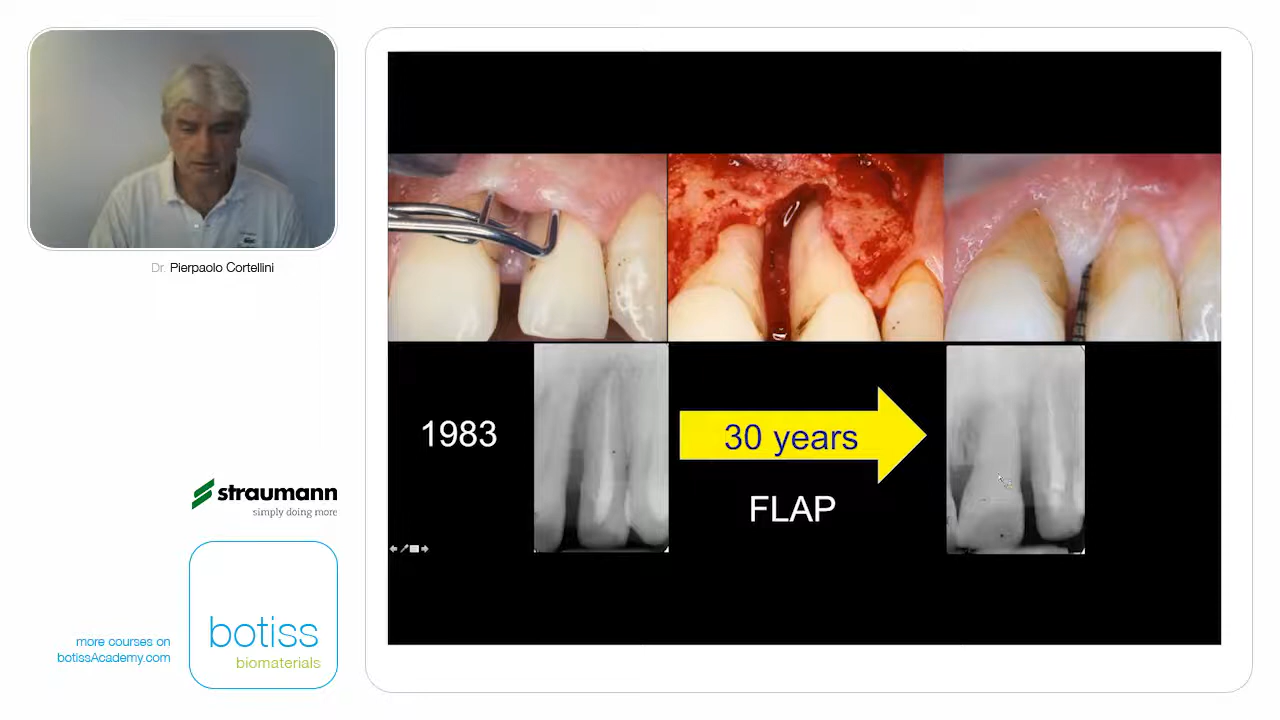 Dr. Pierpaolo Cortellini
1983
30 years
FLAP
straumann
simply doing more
botiss
biomaterials
more courses on
botissAcademy.com